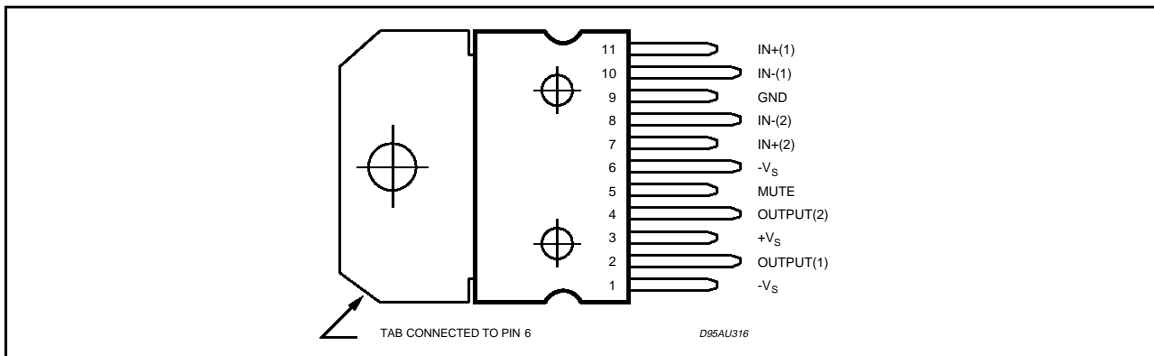 11 IN+(1)
10 IN-(1)
9 GND
8 IN-(2)
7 IN+(2)
6 -VS
5 MUTE
4 OUTPUT(2)
3 +VS
2 OUTPUT(1)
1 -VS
TAB CONNECTED TO PIN 6 D95AU316